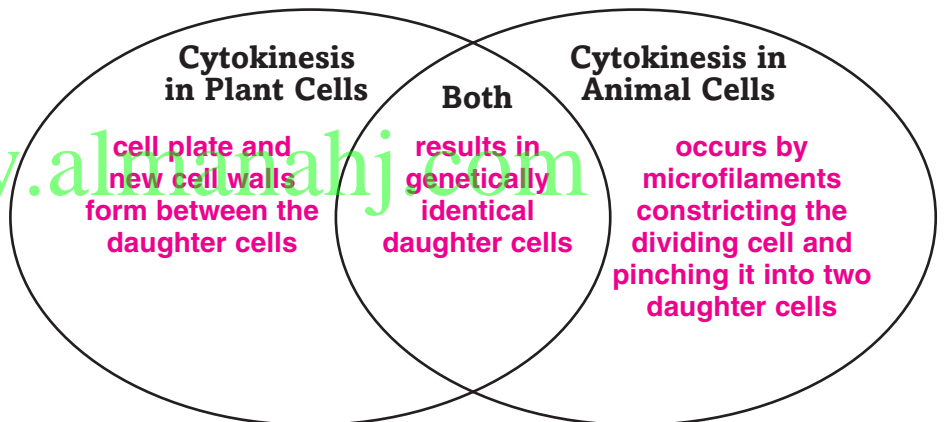 Cytokinesis
in Plant Cells
cell plate and
new cell walls
form between the
daughter cells
Both
results in
genetically
identical
daughter cells
Cytokinesis in
Animal Cells
occurs by
microfilaments
constricting the
dividing cell and
pinching it into two
daughter cells
.almanahj.com